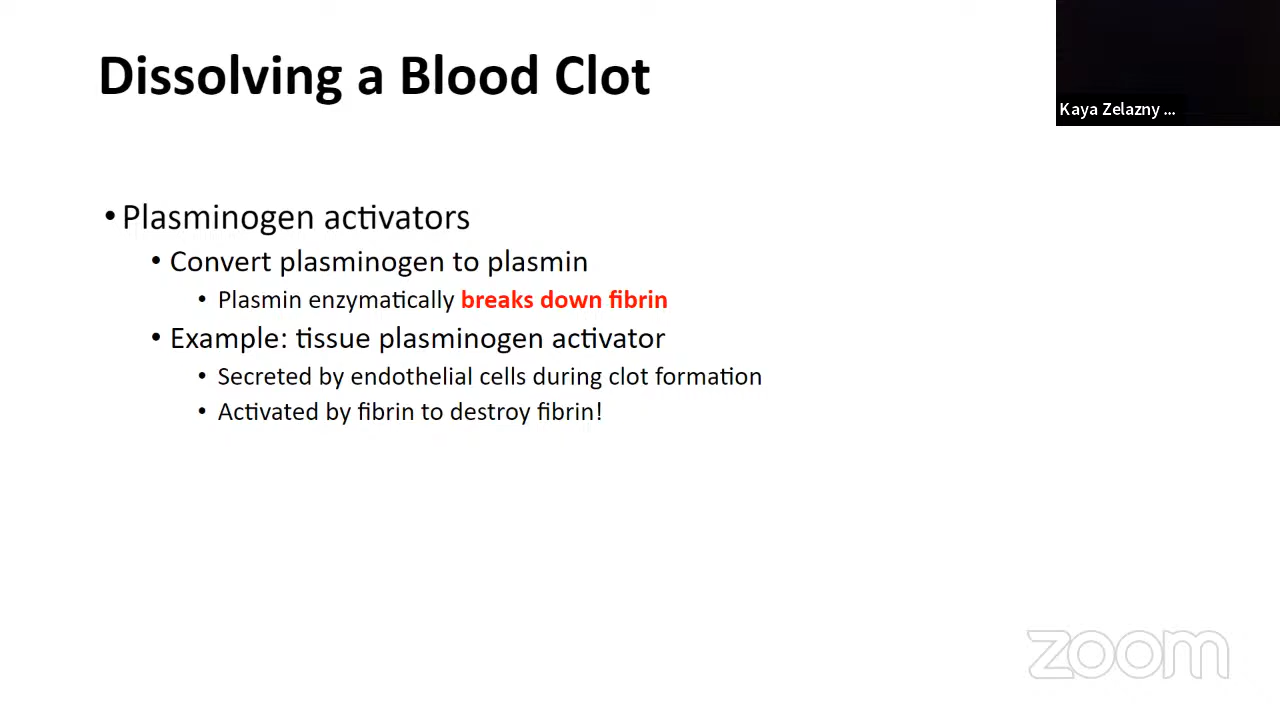 Dissolving a Blood Clot
Kaya Zelazny ...
• Plasminogen activators
• Convert plasminogen to plasmin
• Plasmin enzymatically breaks down fibrin
• Example: tissue plasminogen activator
• Secreted by endothelial cells during clot formation
• Activated by fibrin to destroy fibrin!
zoom